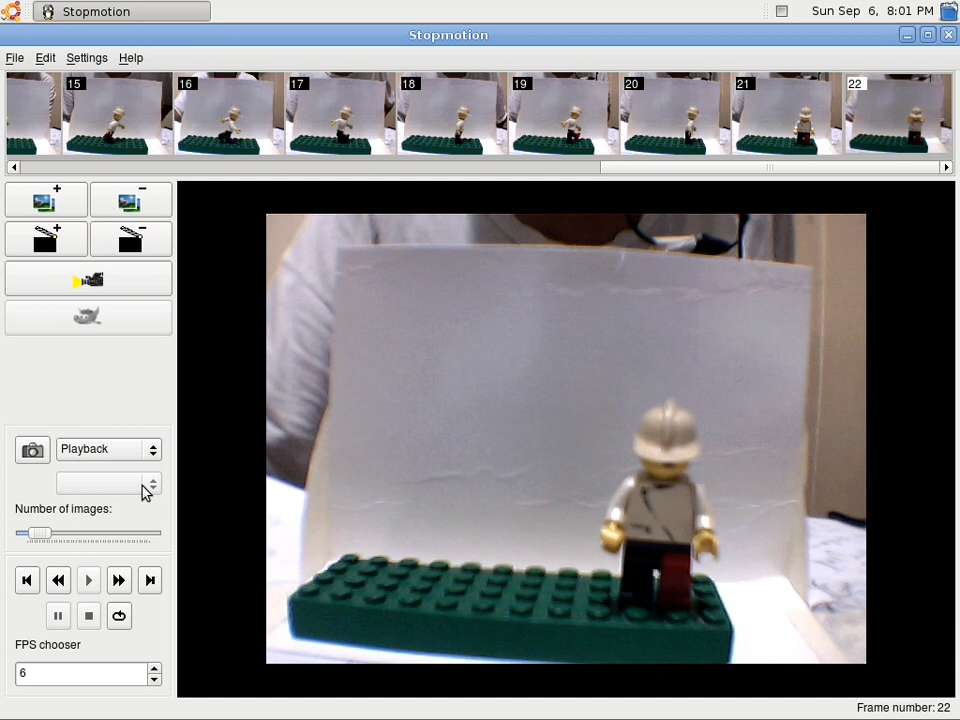 Stopmotion
Sun Sep 6, 8:01 PM
Stopmotion
File Edit Settings Help
15 16 17 18 19 20 21 22
Playback
Number of images:
FPS chooser
6
Frame number: 22